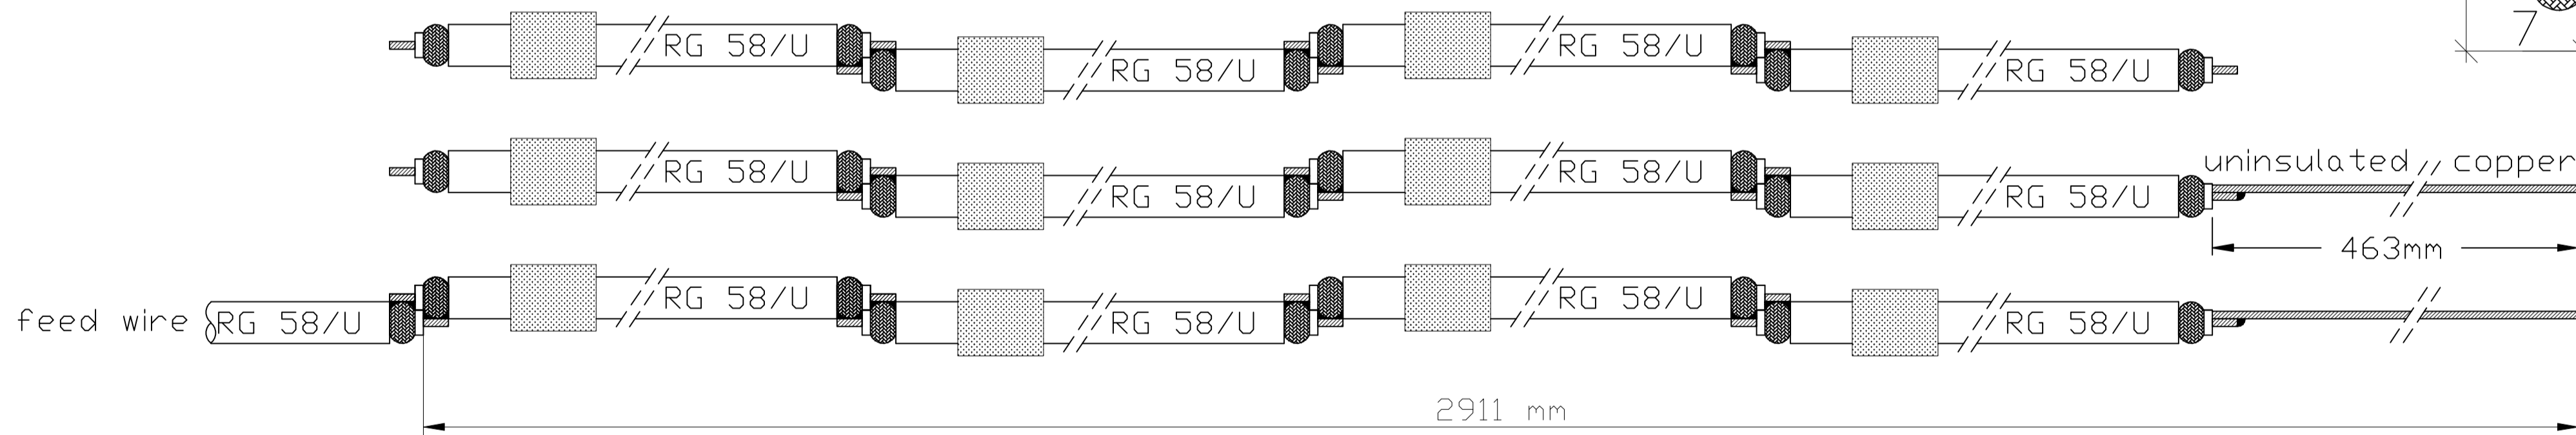 7
RG 58/U RG 58/U RG 58/U RG 58/U
uninsulated copper
RG 58/U RG 58/U RG 58/U RG 58/U
463mm
feed wire RG 58/U RG 58/U RG 58/U RG 58/U RG 58/U
2911 mm